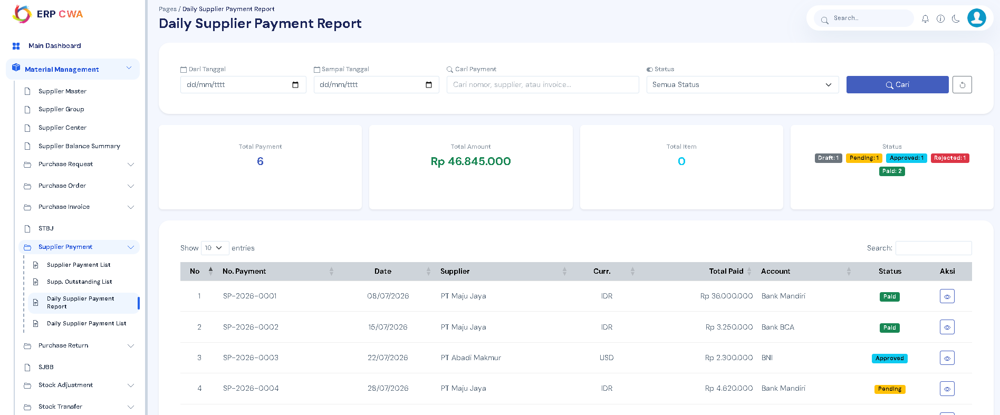 ERP CWA
Main Dashboard
Material Management
Supplier Master
Supplier Group
Supplier Center
Supplier Balance Summary
Purchase Request
Purchase Order
Purchase Invoice
STBJ
Supplier Payment
Supplier Payment List
Supp. Outstanding List
Daily Supplier Payment
Report
Daily Supplier Payment List
Purchase Return
SJBB
Stock Adjustment
Stock Transfer
Pages / Daily Supplier Payment Report
Daily Supplier Payment Report
Search...
Dari Tanggal
dd/mm/tttt
Sampai Tanggal
dd/mm/tttt
Cari Payment
Cari nomor, supplier, atau invoice...
Status
Semua Status
Cari
Total Payment
6
Total Amount
Rp 46.845.000
Total Item
0
Status
Draft: 1 Pending: 1 Approved: 1 Rejected: 1
Paid: 2
Show 10 entries
Search:
No No. Payment Date Supplier Curr. Total Paid Account Status Aksi
1 SP-2026-0001 08/07/2026 PT Maju Jaya IDR Rp 36.000.000 Bank Mandiri Paid
2 SP-2026-0002 15/07/2026 PT Maju Jaya IDR Rp 3.250.000 Bank BCA Paid
3 SP-2026-0003 22/07/2026 PT Abadi Makmur USD Rp 2.300.000 BNI Approved
4 SP-2026-0004 28/07/2026 PT Maju Jaya IDR Rp 4.620.000 Bank Mandiri Pending